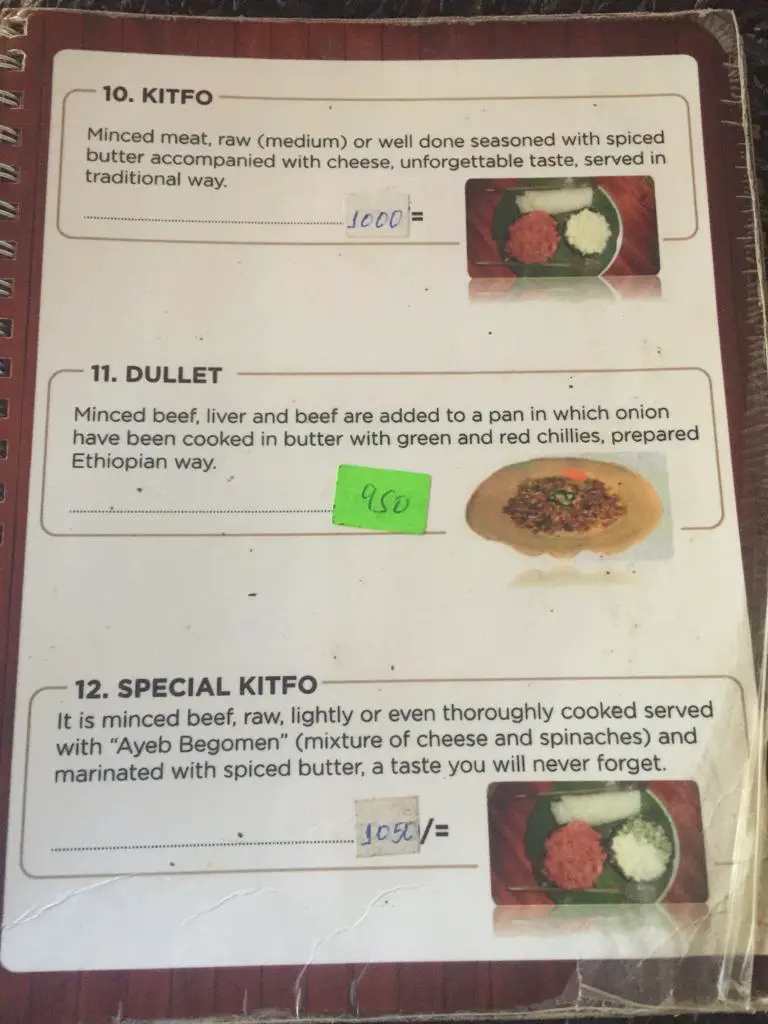 10. KITFO
Minced meat, raw (medium) or well done seasoned with spiced
butter accompanied with cheese, unforgettable taste, served in
traditional way.
1000 =
11. DULLET
Minced beef, liver and beef are added to a pan in which onion
have been cooked in butter with green and red chillies, prepared
Ethiopian way.
950
12. SPECIAL KITFO
It is minced beef, raw, lightly or even thoroughly cooked served
with “Ayeb Begomen” (mixture of cheese and spinaches) and
marinated with spiced butter, a taste you will never forget.
1050/=